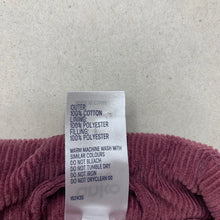 OUTER:
100% COTTON
LINING:
100% POLYESTER
FILLING:
100% POLYESTER
WARM MACHINE WASH WITH
SIMILAR COLOURS
DO NOT BLEACH
DO NOT TUMBLE DRY
DO NOT IRON
DO NOT DRYCLEAN